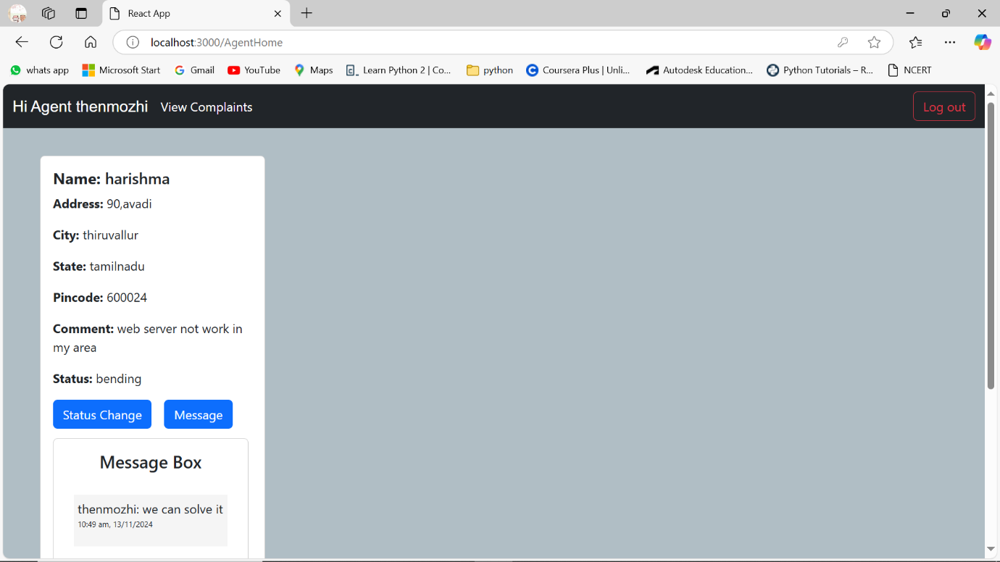 React App
localhost:3000/AgentHome
whats app Microsoft Start Gmail YouTube Maps Learn Python 2 | Co... python Coursera Plus | Unli... Autodesk Education... Python Tutorials – R... NCERT
Hi Agent thenmozhi View Complaints Log out
Name: harishma
Address: 90,avadi
City: thiruvallur
State: tamilnadu
Pincode: 600024
Comment: web server not work in
my area
Status: bending
Status Change Message
Message Box
thenmozhi: we can solve it
10:49 am, 13/11/2024